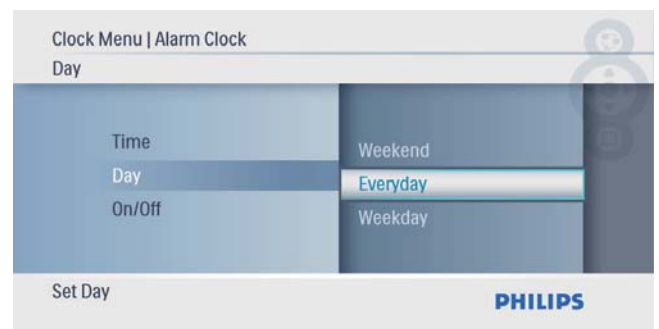 Clock Menu | Alarm Clock
Day
Time
Day
On/Off
Weekend
Everyday
Weekday
Set Day
PHILIPS